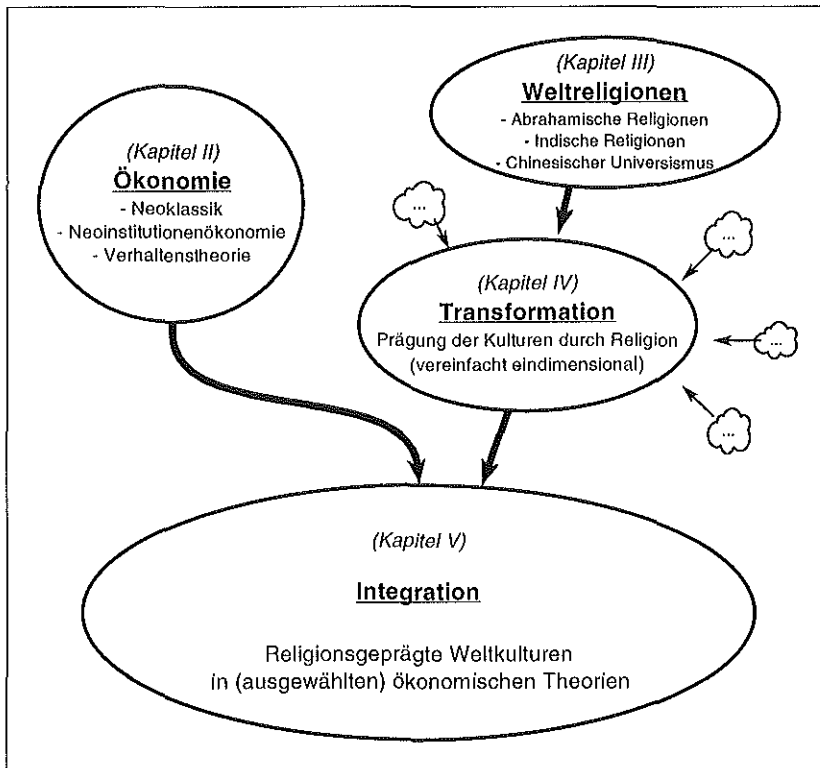 (Kapitel II)
Ökonomie
- Neoklassik
- Neoinstitutionenökonomie
- Verhaltenstheorie
(Kapitel III)
Weltreligionen
- Abrahamische Religionen
- Indische Religionen
- Chinesischer Universismus
...
...
(Kapitel IV)
Transformation
Prägung der Kulturen durch Religion
(vereinfacht eindimensional)
...
...
(Kapitel V)
Integration
Religionsgeprägte Weltkulturen
in (ausgewählten) ökonomischen Theorien